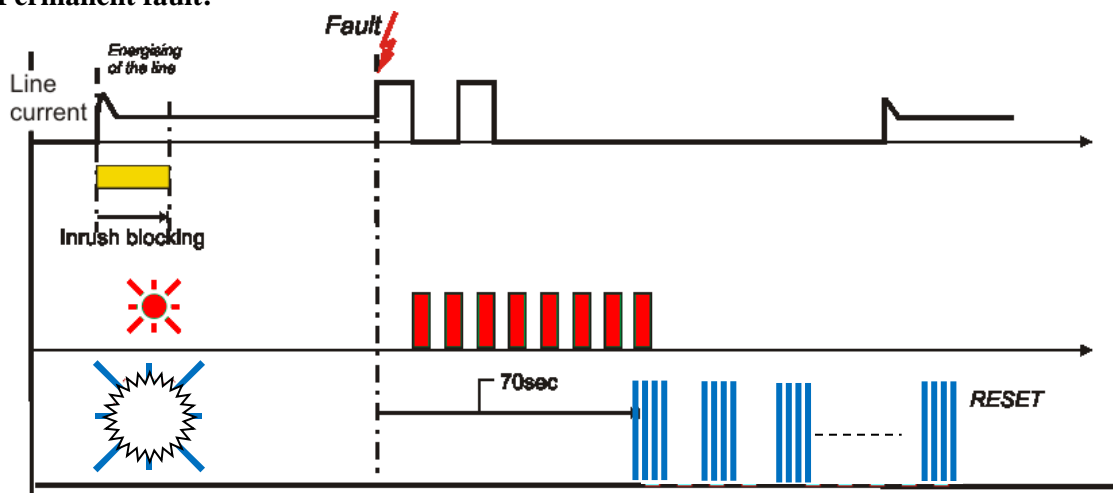 Permanent fault:
Fault
Energising
of the line
Line
current
Inrush blocking
70sec
RESET